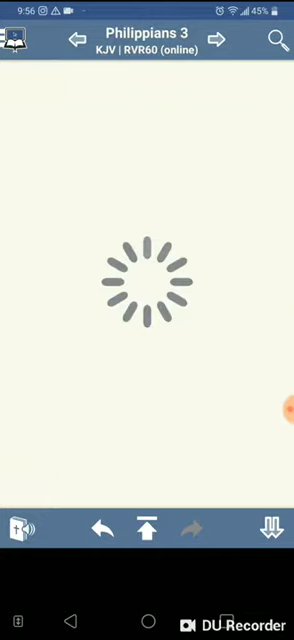 9:56
45%
Philippians 3
KJV | RVR60 (online)
DU Recorder